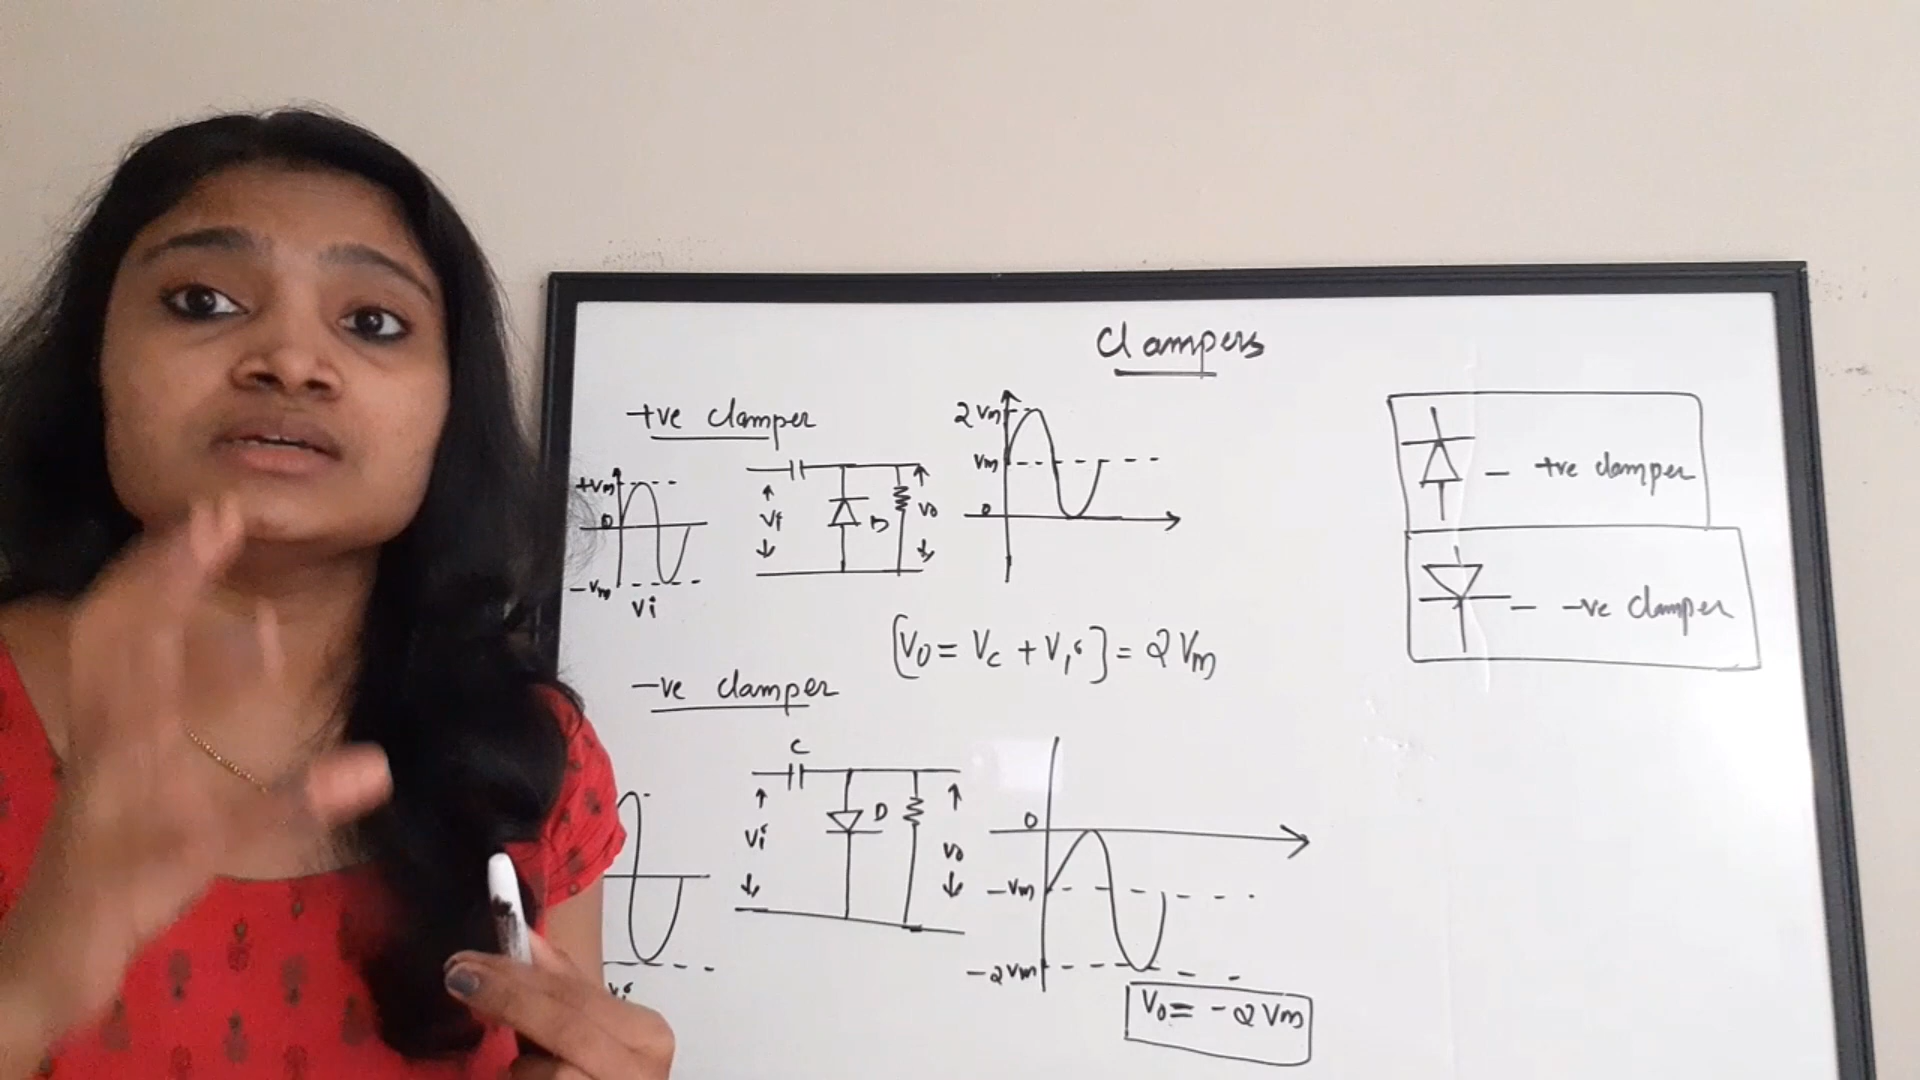 Clampers
+ve clamper
+Vm
0
-Vm
Vi
Vi
D
Vo
2Vm
Vm
0
[Vo = Vc + Vi] = 2Vm
-ve clamper
C
Vi
D
Vo
Vi
0
-Vm
-2Vm
Vo = -2Vm
- +ve clamper
- -ve clamper